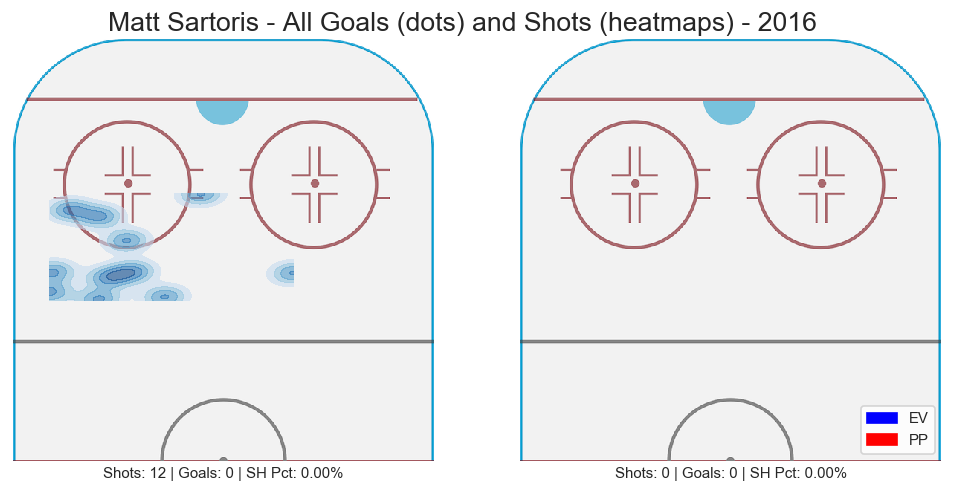 Matt Sartoris - All Goals (dots) and Shots (heatmaps) - 2016
EV
PP
Shots: 12 | Goals: 0 | SH Pct: 0.00%
Shots: 0 | Goals: 0 | SH Pct: 0.00%